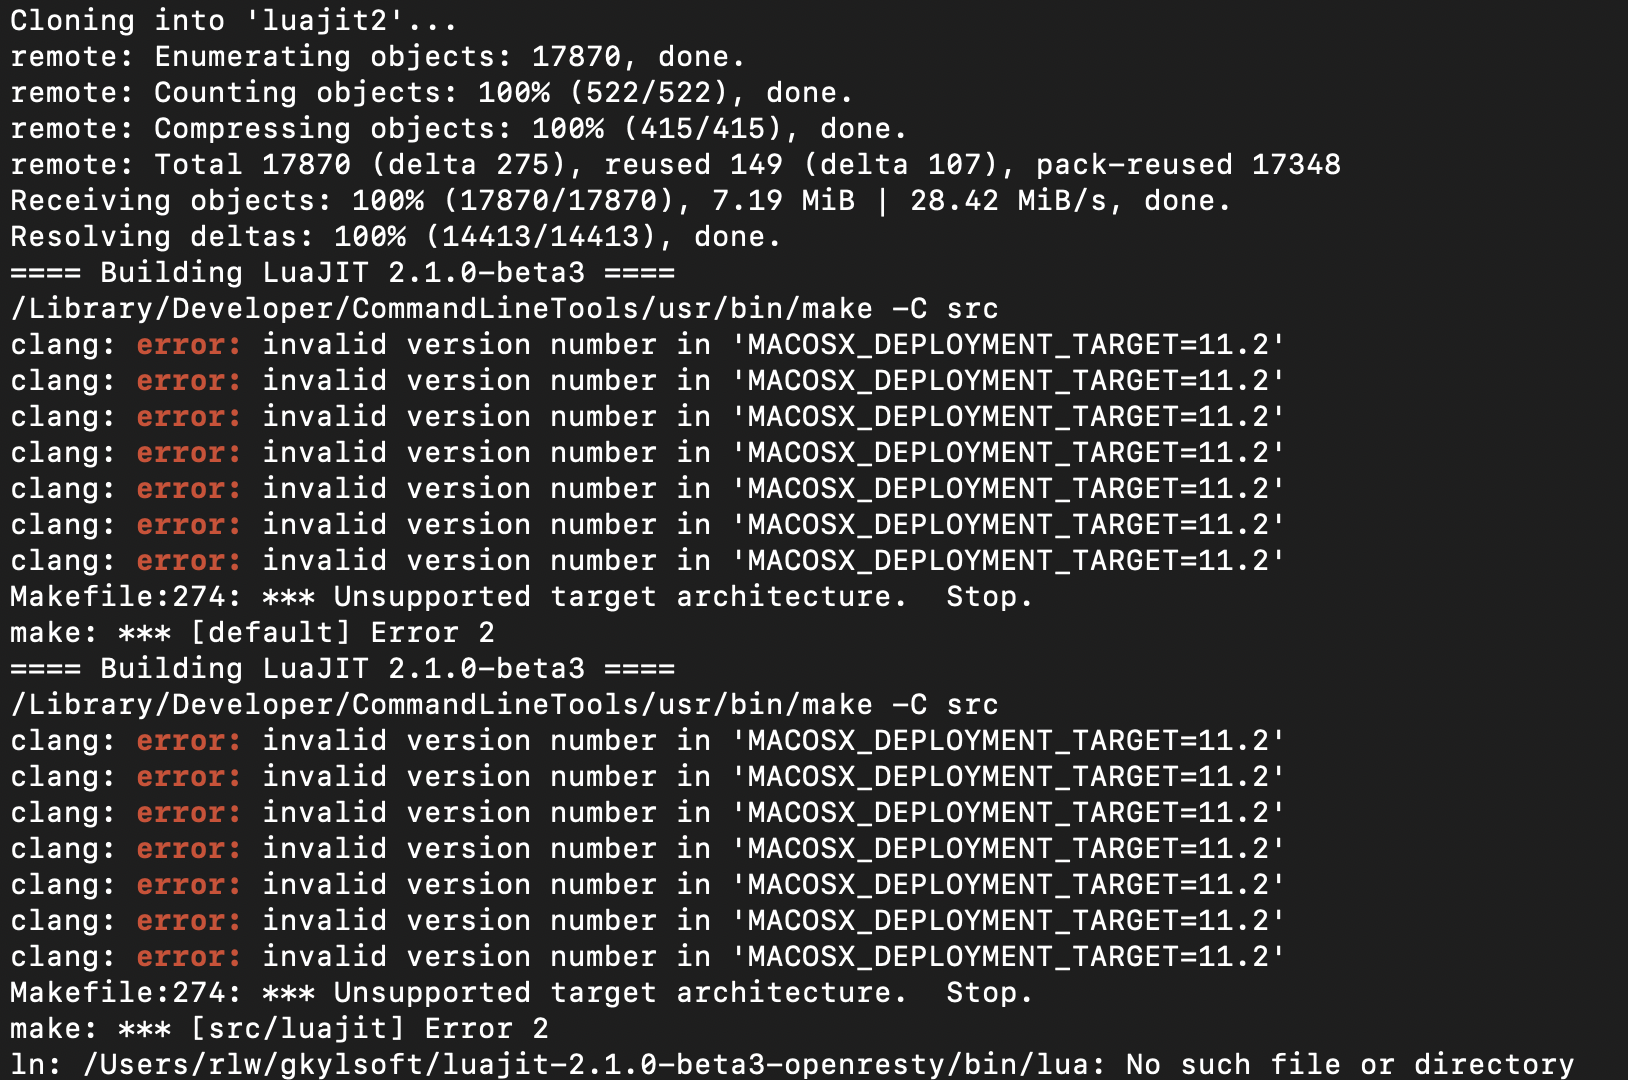 Cloning into 'luajit2'...
remote: Enumerating objects: 17870, done.
remote: Counting objects: 100% (522/522), done.
remote: Compressing objects: 100% (415/415), done.
remote: Total 17870 (delta 275), reused 149 (delta 107), pack-reused 17348
Receiving objects: 100% (17870/17870), 7.19 MiB | 28.42 MiB/s, done.
Resolving deltas: 100% (14413/14413), done.
==== Building LuaJIT 2.1.0-beta3 ====
/Library/Developer/CommandLineTools/usr/bin/make -C src
clang: error: invalid version number in 'MACOSX_DEPLOYMENT_TARGET=11.2'
clang: error: invalid version number in 'MACOSX_DEPLOYMENT_TARGET=11.2'
clang: error: invalid version number in 'MACOSX_DEPLOYMENT_TARGET=11.2'
clang: error: invalid version number in 'MACOSX_DEPLOYMENT_TARGET=11.2'
clang: error: invalid version number in 'MACOSX_DEPLOYMENT_TARGET=11.2'
clang: error: invalid version number in 'MACOSX_DEPLOYMENT_TARGET=11.2'
clang: error: invalid version number in 'MACOSX_DEPLOYMENT_TARGET=11.2'
Makefile:274: *** Unsupported target architecture.  Stop.
make: *** [default] Error 2
==== Building LuaJIT 2.1.0-beta3 ====
/Library/Developer/CommandLineTools/usr/bin/make -C src
clang: error: invalid version number in 'MACOSX_DEPLOYMENT_TARGET=11.2'
clang: error: invalid version number in 'MACOSX_DEPLOYMENT_TARGET=11.2'
clang: error: invalid version number in 'MACOSX_DEPLOYMENT_TARGET=11.2'
clang: error: invalid version number in 'MACOSX_DEPLOYMENT_TARGET=11.2'
clang: error: invalid version number in 'MACOSX_DEPLOYMENT_TARGET=11.2'
clang: error: invalid version number in 'MACOSX_DEPLOYMENT_TARGET=11.2'
clang: error: invalid version number in 'MACOSX_DEPLOYMENT_TARGET=11.2'
Makefile:274: *** Unsupported target architecture.  Stop.
make: *** [src/luajit] Error 2
ln: /Users/rlw/gkylsoft/luajit-2.1.0-beta3-openresty/bin/lua: No such file or directory